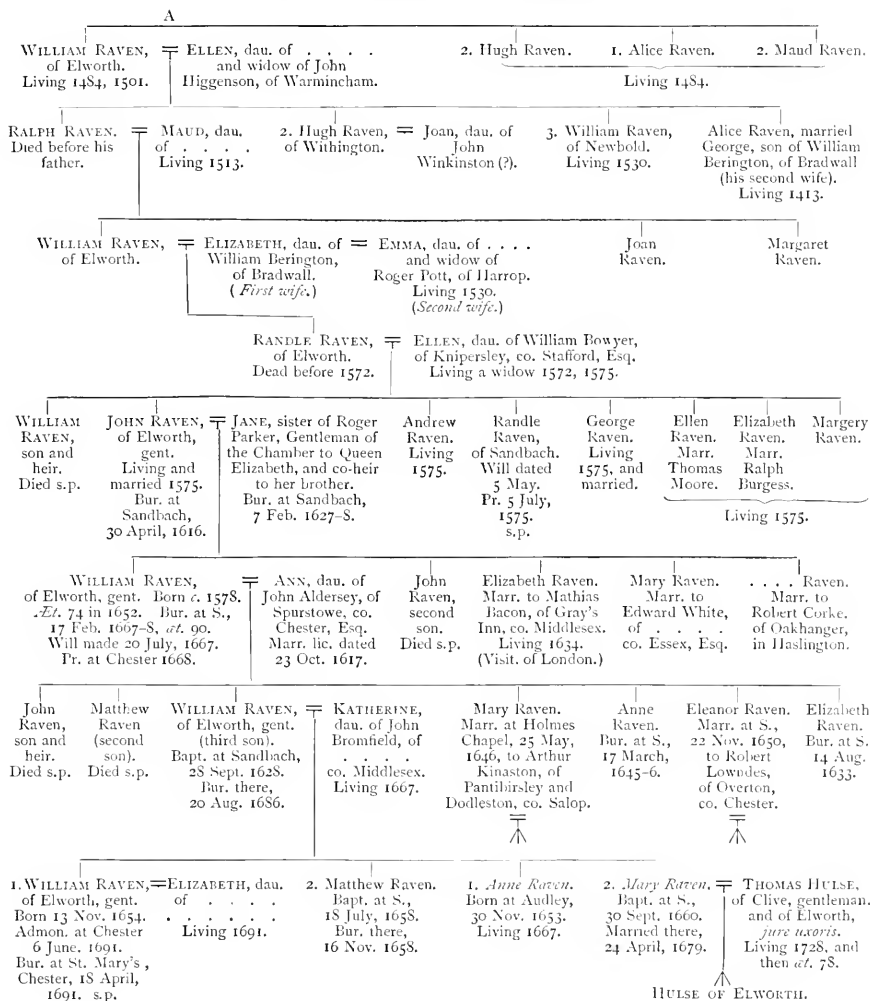 A
WILLIAM RAVEN,
of Elworth.
Living 1484, 1501.
= ELLEN, dau. of . . . .
and widow of John
Higgenson, of Warmincham.
2. Hugh Raven.
1. Alice Raven.
2. Maud Raven.
Living 1484.
RALPH RAVEN.
Died before his
father.
= MAUD, dau.
of . . . .
Living 1513.
2. Hugh Raven,
of Withington.
= Joan, dau. of
John
Winkinston (?).
3. William Raven,
of Newbold.
Living 1530.
Alice Raven, married
George, son of William
Berington, of Bradwall
(his second wife).
Living 1413.
WILLIAM RAVEN,
of Elworth.
= ELIZABETH, dau. of
William Berington,
of Bradwall.
(First wife.)
= EMMA, dau. of . . . .
and widow of
Roger Pott, of Harrop.
Living 1530.
(Second wife.)
Joan
Raven.
Margaret
Raven.
RANDLE RAVEN,
of Elworth.
Dead before 1572.
= ELLEN, dau. of William Bowyer,
of Knipersley, co. Stafford, Esq.
Living a widow 1572, 1575.
WILLIAM
RAVEN,
son and
heir.
Died s.p.
JOHN RAVEN,
of Elworth,
gent.
Living and
married 1575.
Bur. at
Sandbach,
30 April, 1616.
= JANE, sister of Roger
Parker, Gentleman of
the Chamber to Queen
Elizabeth, and co-heir
to her brother.
Bur. at Sandbach,
7 Feb. 1627-8.
Andrew
Raven.
Living
1575.
Randle
Raven,
of Sandbach.
Will dated
5 May.
Pr. 5 July,
1575.
s.p.
George
Raven.
Living
1575, and
married.
Ellen
Raven.
Marr.
Thomas
Moore.
Elizabeth
Raven.
Marr.
Ralph
Burgess.
Margery
Raven.
Living 1575.
WILLIAM RAVEN,
of Elworth, gent. Born c. 1578.
Æt. 74 in 1652. Bur. at S.,
17 Feb. 1667-8, æt. 90.
Will made 20 July, 1667.
Pr. at Chester 1668.
= ANN, dau. of
John Aldersey, of
Spurstowe, co.
Chester, Esq.
Marr. lic. dated
23 Oct. 1617.
John
Raven,
second
son.
Died s.p.
Elizabeth Raven.
Marr. to Mathias
Bacon, of Gray's
Inn, co. Middlesex.
Living 1634.
(Visit. of London.)
Mary Raven.
Marr. to
Edward White,
of . . . .
co. Essex, Esq.
. . . . Raven.
Marr. to
Robert Corke.
of Oakhanger,
in Haslington.
John
Raven,
son and
heir.
Died s.p.
Matthew
Raven
(second
son).
Died s.p.
WILLIAM RAVEN,
of Elworth, gent.
(third son).
Bapt. at Sandbach,
28 Sept. 1628.
Bur. there,
20 Aug. 1686.
= KATHERINE,
dau. of John
Bromfield, of
. . . .
co. Middlesex.
Living 1667.
Mary Raven.
Marr. at Holmes
Chapel, 25 May,
1646, to Arthur
Kinaston, of
Pantibirsley and
Dodleston, co. Salop.
Anne
Raven.
Bur. at S.,
17 March,
1645-6.
Eleanor Raven.
Marr. at S.,
22 Nov. 1650,
to Robert
Lowndes,
of Overton,
co. Chester.
Elizabeth
Raven.
Bur. at S.
14 Aug.
1633.
1. WILLIAM RAVEN,
of Elworth, gent.
Born 13 Nov. 1654.
Admon. at Chester
6 June. 1691.
Bur. at St. Mary's,
Chester, 18 April,
1691. s.p.
=ELIZABETH, dau.
of . . . .
. . . . . .
Living 1691.
2. Matthew Raven.
Bapt. at S.,
18 July, 1658.
Bur. there,
16 Nov. 1658.
1. Anne Raven.
Born at Audley,
30 Nov. 1653.
Living 1667.
2. Mary Raven.
Bapt. at S.,
30 Sept. 1660.
Married there,
24 April, 1679.
= THOMAS HULSE,
of Clive, gentleman,
and of Elworth,
jure uxoris.
Living 1728, and
then æt. 78.
HULSE OF ELWORTH.